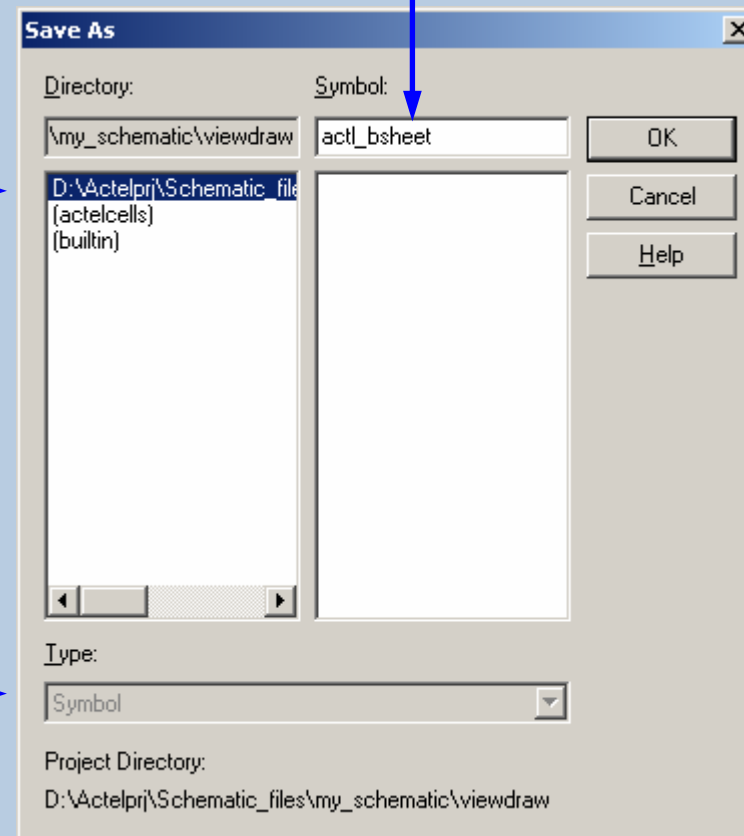 Save As
Directory:
Symbol:
\my_schematic\viewdraw
actl_bsheet
OK
D:\Actelprj\Schematic_file
(actelcells)
(builtin)
Cancel
Help
Type:
Symbol
Project Directory:
D:\Actelprj\Schematic_files\my_schematic\viewdraw